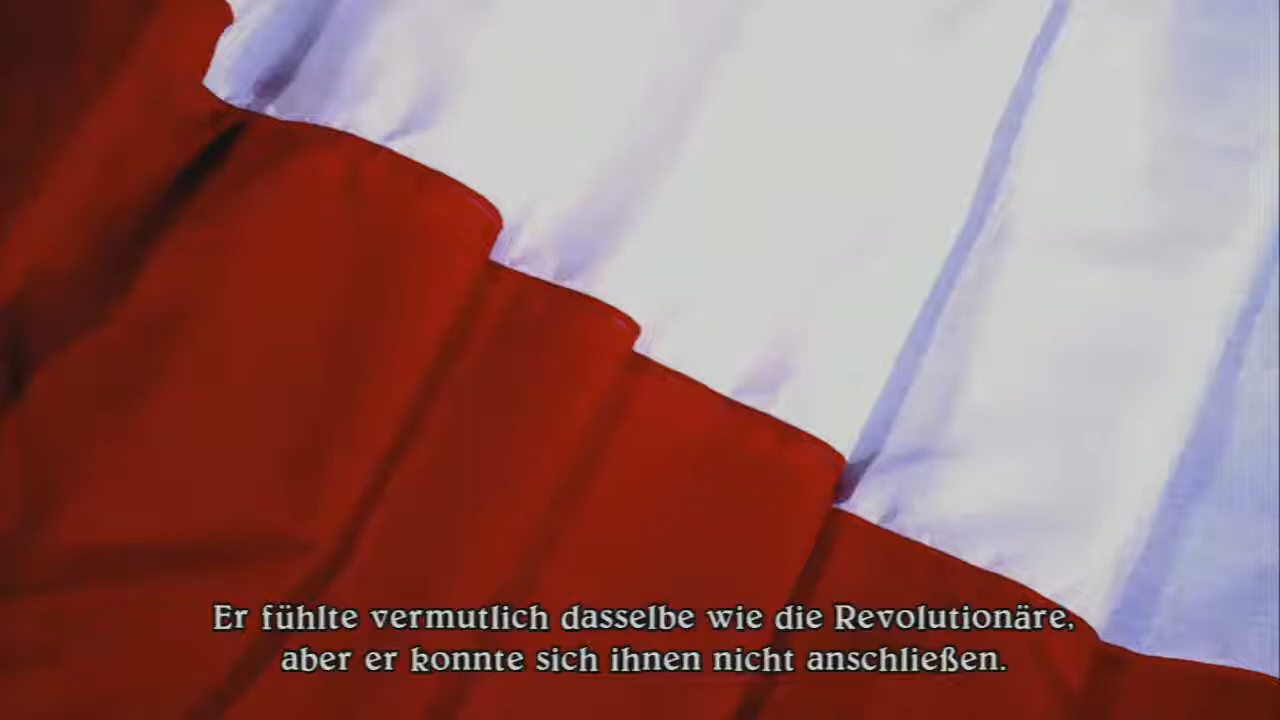 Er fühlte vermutlich dasselbe wie die Revolutionäre,
aber er konnte sich ihnen nicht anschließen.